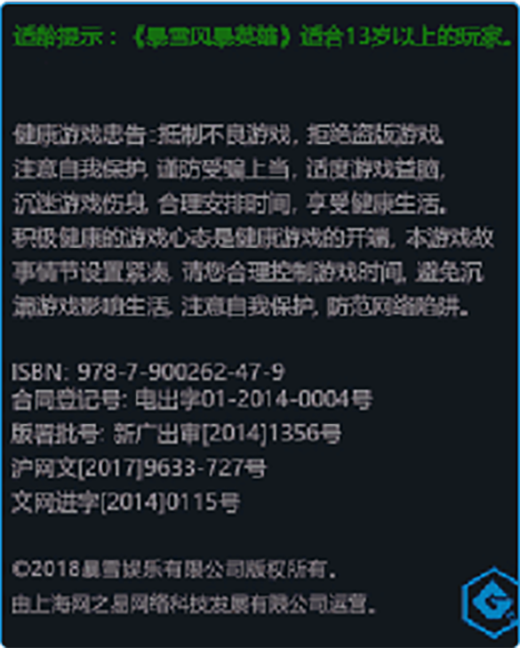 适龄提示：《暴雪风暴英雄》适合13岁以上的玩家。
健康游戏忠告：抵制不良游戏，拒绝盗版游戏。
注意自我保护，谨防受骗上当，适度游戏益脑，
沉迷游戏伤身，合理安排时间，享受健康生活。
积极健康的游戏心态是健康游戏的开端，本游戏故
事情节设置紧凑，请您合理控制游戏时间，避免沉
溺游戏影响生活，注意自我保护，防范网络陷阱。
ISBN: 978-7-900262-47-9
合同登记号: 电出字01-2014-0004号
版署批号: 新广出审[2014]1356号
沪网文[2017]9633-727号
文网进字[2014]0115号
©2018暴雪娱乐有限公司版权所有。
由上海网之易网络科技发展有限公司运营。